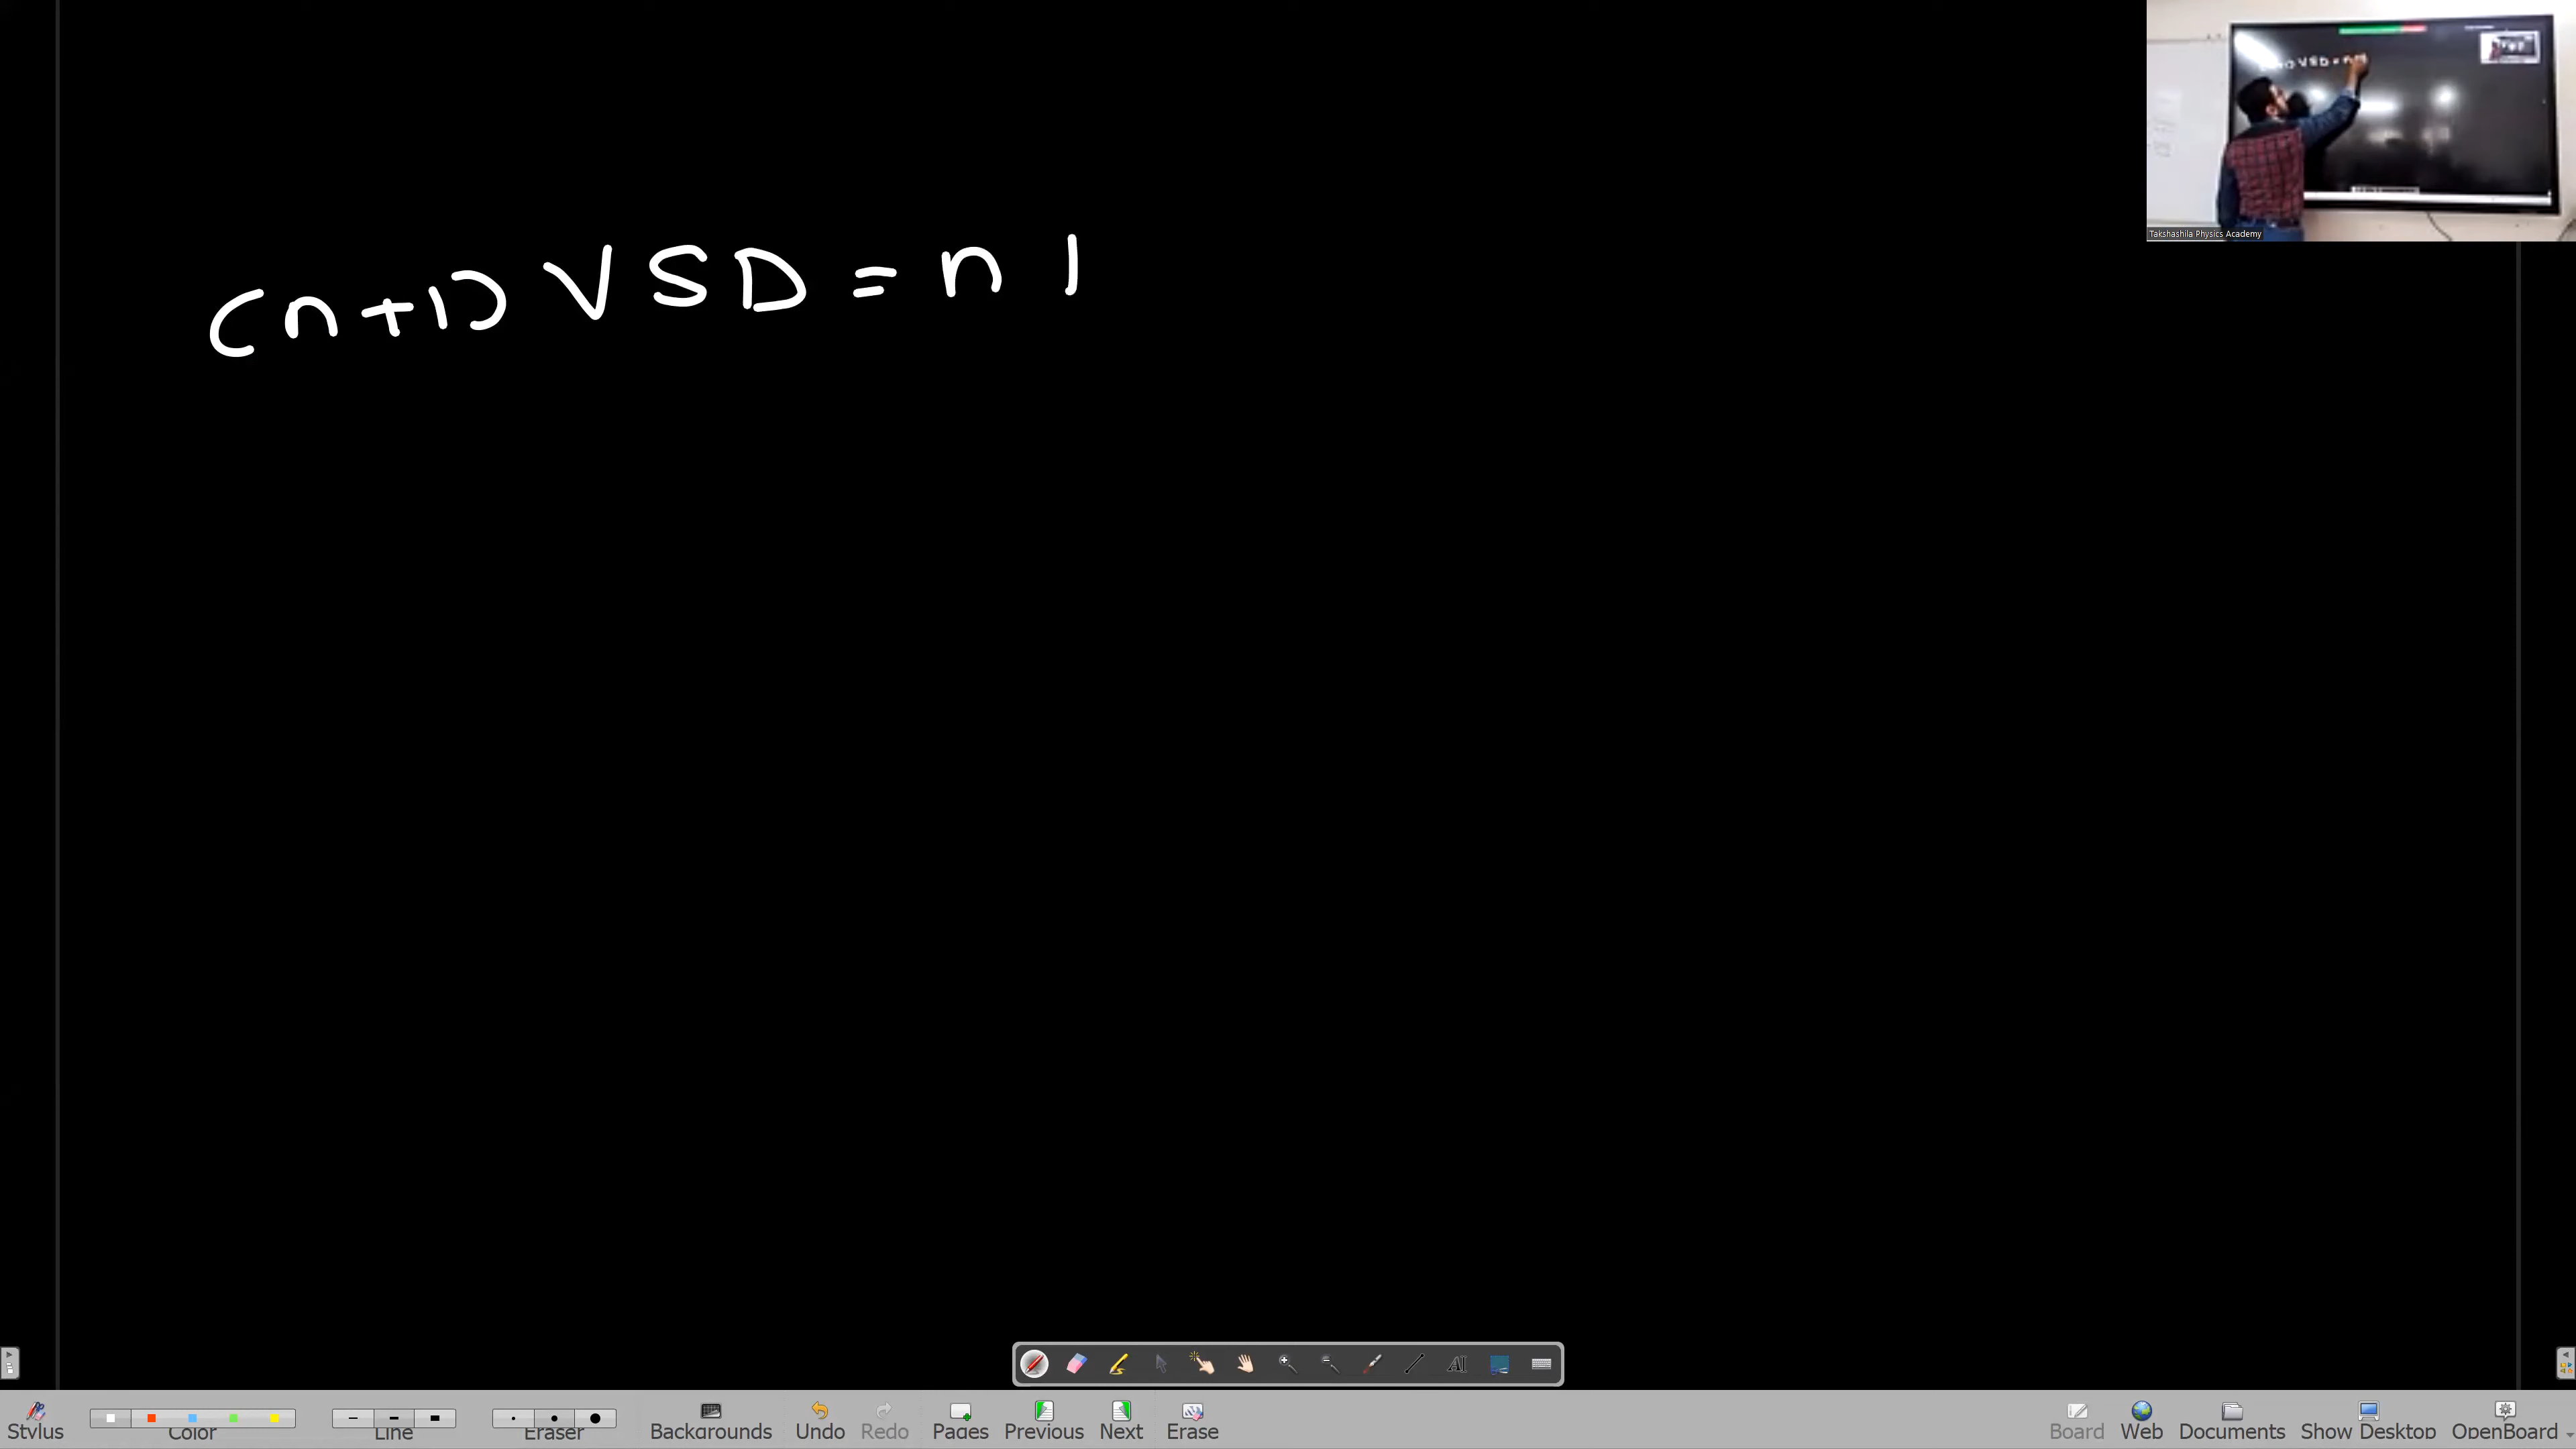 Takshashila Physics Academy
(n+1) VSD = n |
Stylus Color Line Eraser Backgrounds Undo Redo Pages Previous Next Erase Board Web Documents Show Desktop OpenBoard